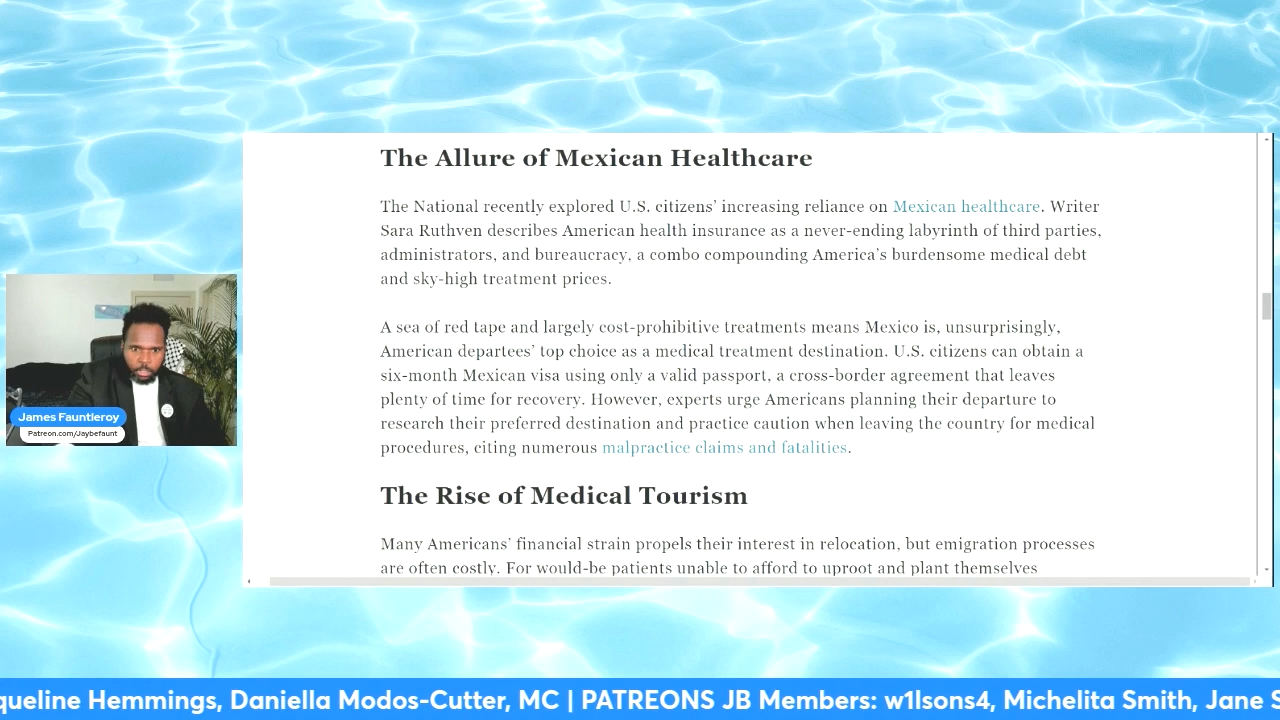 The Allure of Mexican Healthcare
The National recently explored U.S. citizens’ increasing reliance on Mexican healthcare. Writer
Sara Ruthven describes American health insurance as a never-ending labyrinth of third parties,
administrators, and bureaucracy, a combo compounding America’s burdensome medical debt
and sky-high treatment prices.
A sea of red tape and largely cost-prohibitive treatments means Mexico is, unsurprisingly,
American departees’ top choice as a medical treatment destination. U.S. citizens can obtain a
six-month Mexican visa using only a valid passport, a cross-border agreement that leaves
plenty of time for recovery. However, experts urge Americans planning their departure to
research their preferred destination and practice caution when leaving the country for medical
procedures, citing numerous malpractice claims and fatalities.
The Rise of Medical Tourism
Many Americans’ financial strain propels their interest in relocation, but emigration processes
are often costly. For would-be patients unable to afford to uproot and plant themselves
James Fauntleroy
Patreon.com/Jaybefaunt
queline Hemmings, Daniella Modos-Cutter, MC | PATREONS JB Members: w1lsons4, Michelita Smith, Jane S